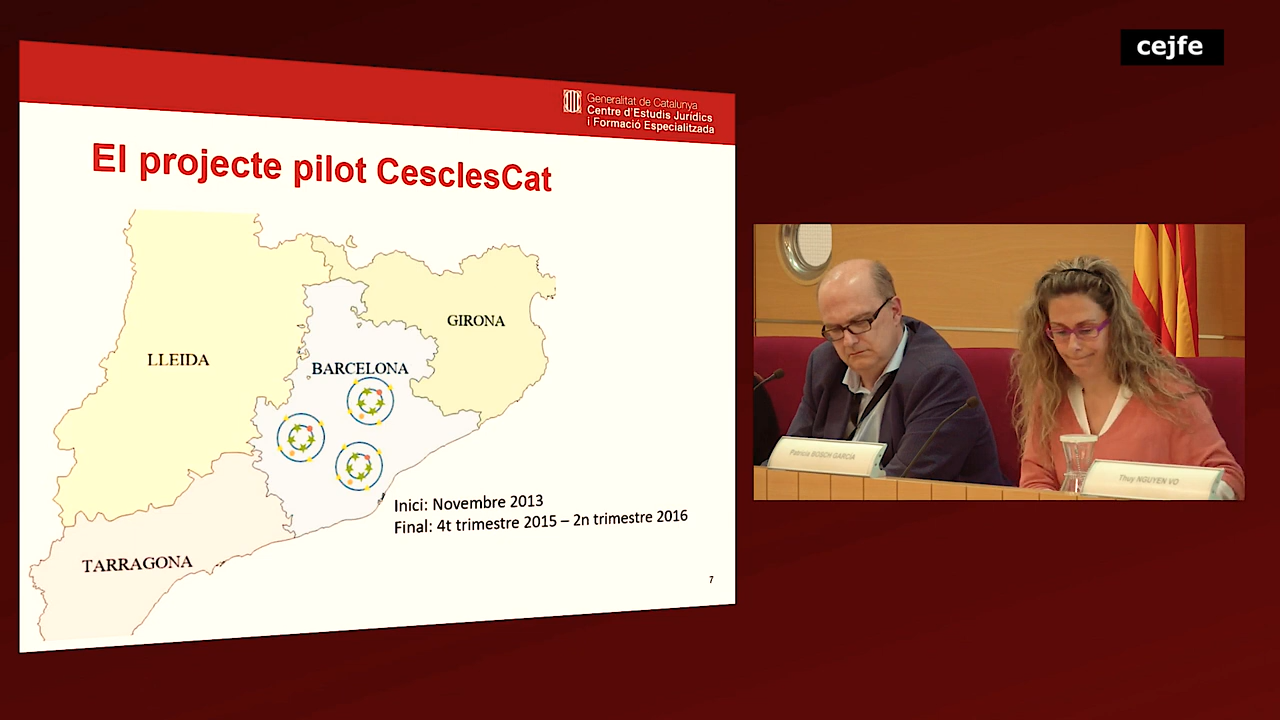 cejfe
Generalitat de Catalunya
Centre d'Estudis Jurídics
i Formació Especialitzada
El projecte pilot CesclesCat
GIRONA
LLEIDA
BARCELONA
Inici: Novembre 2013
Final: 4t trimestre 2015 – 2n trimestre 2016
TARRAGONA
7
Patricia BOSCH GARCIA
Thuy NGUYEN VO